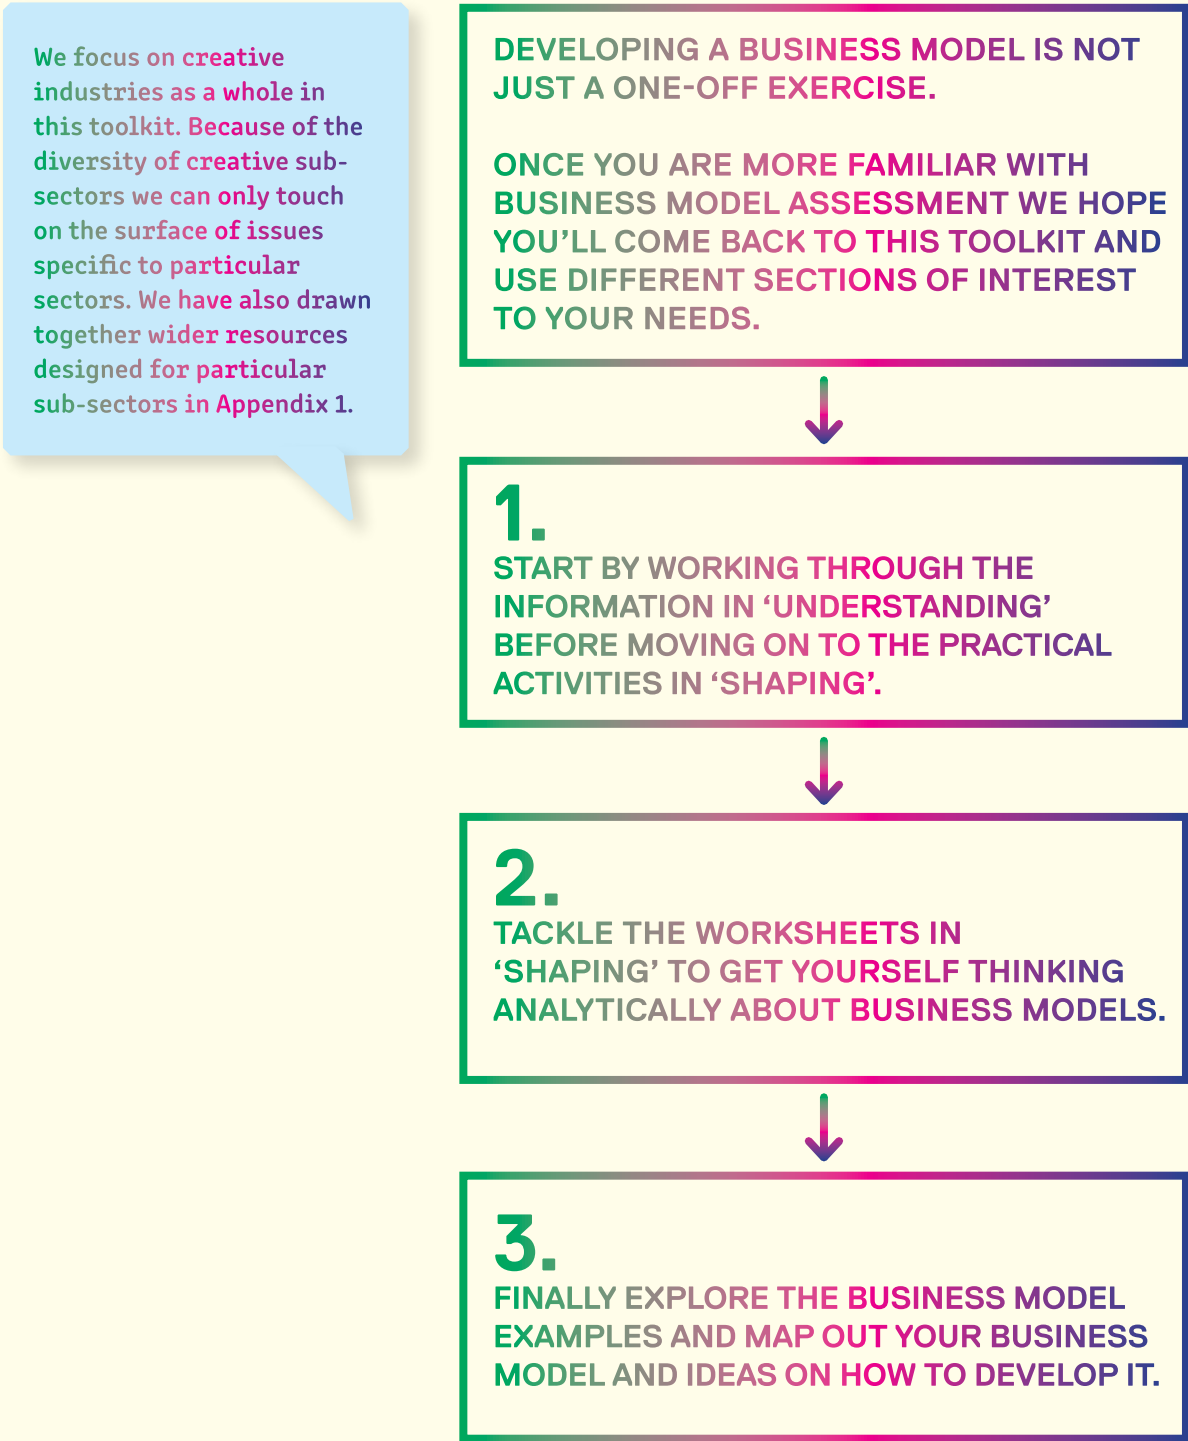 We focus on creative
industries as a whole in
this toolkit. Because of the
diversity of creative sub-
sectors we can only touch
on the surface of issues
specific to particular
sectors. We have also drawn
together wider resources
designed for particular
sub-sectors in Appendix 1.
DEVELOPING A BUSINESS MODEL IS NOT
JUST A ONE-OFF EXERCISE.
ONCE YOU ARE MORE FAMILIAR WITH
BUSINESS MODEL ASSESSMENT WE HOPE
YOU’LL COME BACK TO THIS TOOLKIT AND
USE DIFFERENT SECTIONS OF INTEREST
TO YOUR NEEDS.
1.
START BY WORKING THROUGH THE
INFORMATION IN ‘UNDERSTANDING’
BEFORE MOVING ON TO THE PRACTICAL
ACTIVITIES IN ‘SHAPING’.
2.
TACKLE THE WORKSHEETS IN
‘SHAPING’ TO GET YOURSELF THINKING
ANALYTICALLY ABOUT BUSINESS MODELS.
3.
FINALLY EXPLORE THE BUSINESS MODEL
EXAMPLES AND MAP OUT YOUR BUSINESS
MODEL AND IDEAS ON HOW TO DEVELOP IT.